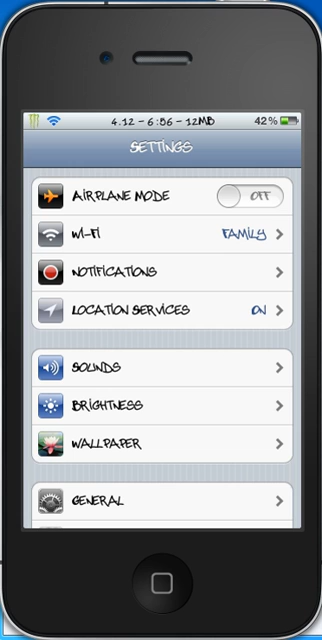 4.12 - 6:56 - 12MB
42%
SETTINGS
AIRPLANE MODE OFF
WI-FI FAMILY
NOTIFICATIONS
LOCATION SERVICES ON
SOUNDS
BRIGHTNESS
WALLPAPER
GENERAL